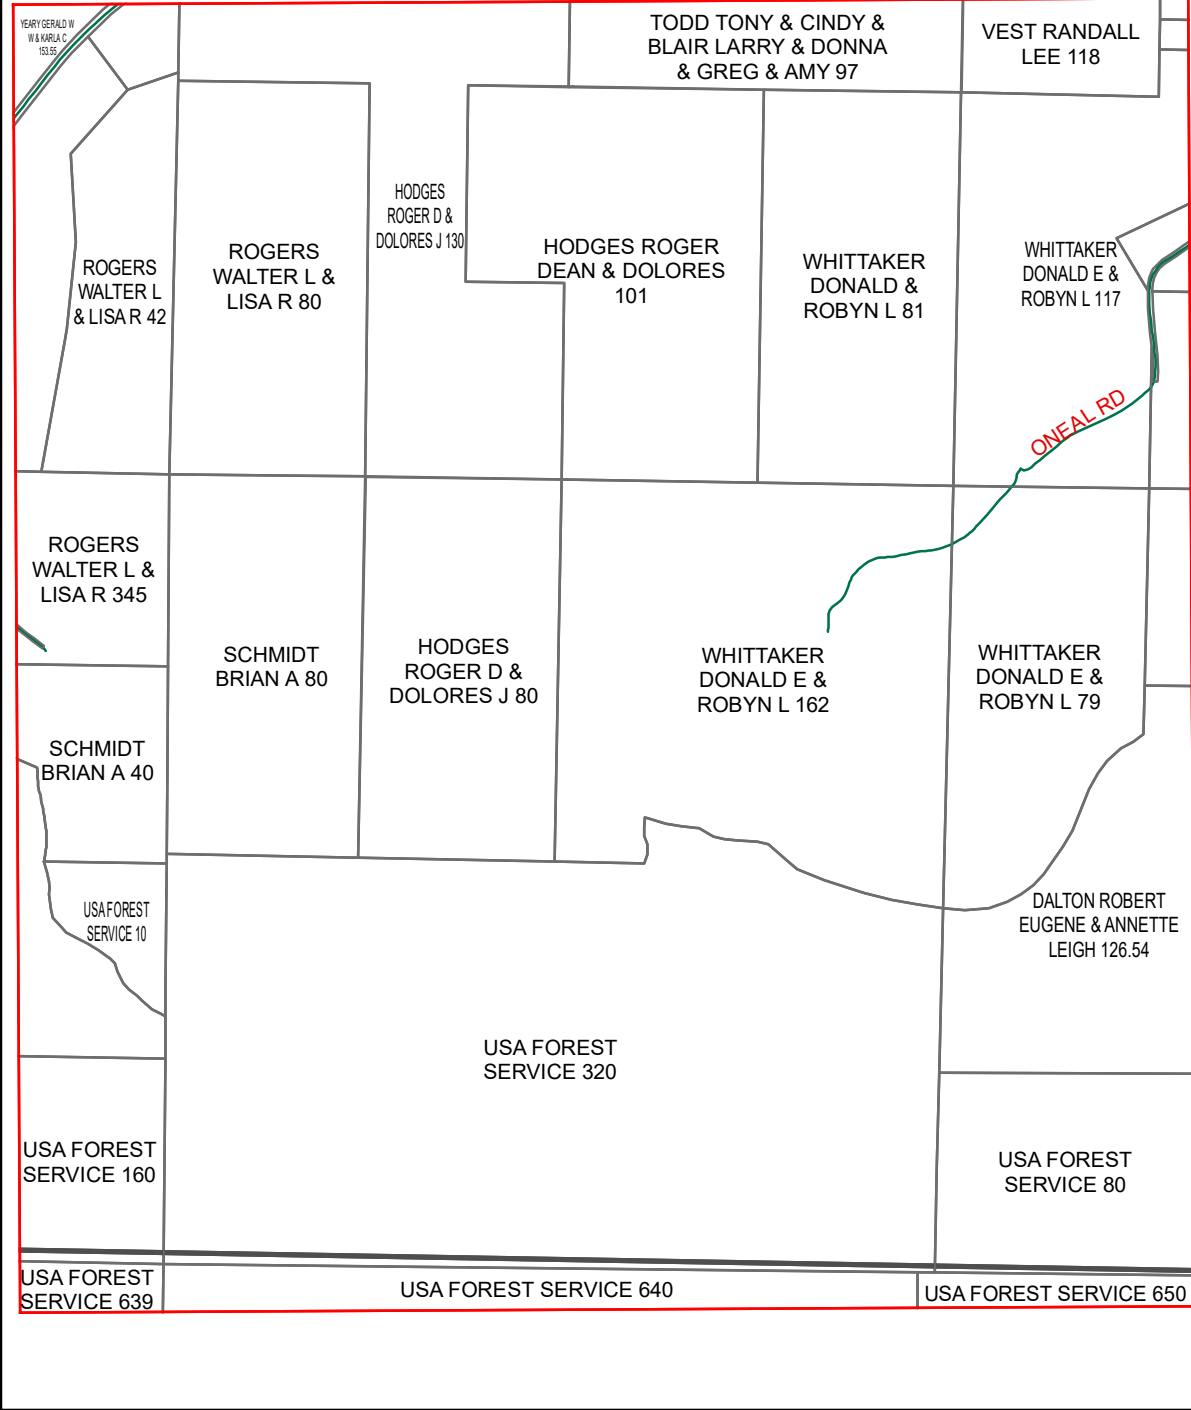 YEARY GERALD W
W & KARLA C
153.55
TODD TONY & CINDY &
BLAIR LARRY & DONNA
& GREG & AMY 97
VEST RANDALL
LEE 118
ROGERS
WALTER L
& LISA R 42
ROGERS
WALTER L &
LISA R 80
HODGES
ROGER D &
DOLORES J 130
HODGES ROGER
DEAN & DOLORES
101
WHITTAKER
DONALD &
ROBYN L 81
WHITTAKER
DONALD E &
ROBYN L 117
ONEAL RD
ROGERS
WALTER L &
LISA R 345
SCHMIDT
BRIAN A 80
HODGES
ROGER D &
DOLORES J 80
WHITTAKER
DONALD E &
ROBYN L 162
WHITTAKER
DONALD E &
ROBYN L 79
SCHMIDT
BRIAN A 40
USA FOREST
SERVICE 10
DALTON ROBERT
EUGENE & ANNETTE
LEIGH 126.54
USA FOREST
SERVICE 320
USA FOREST
SERVICE 160
USA FOREST
SERVICE 80
USA FOREST
SERVICE 639
USA FOREST SERVICE 640
USA FOREST SERVICE 650